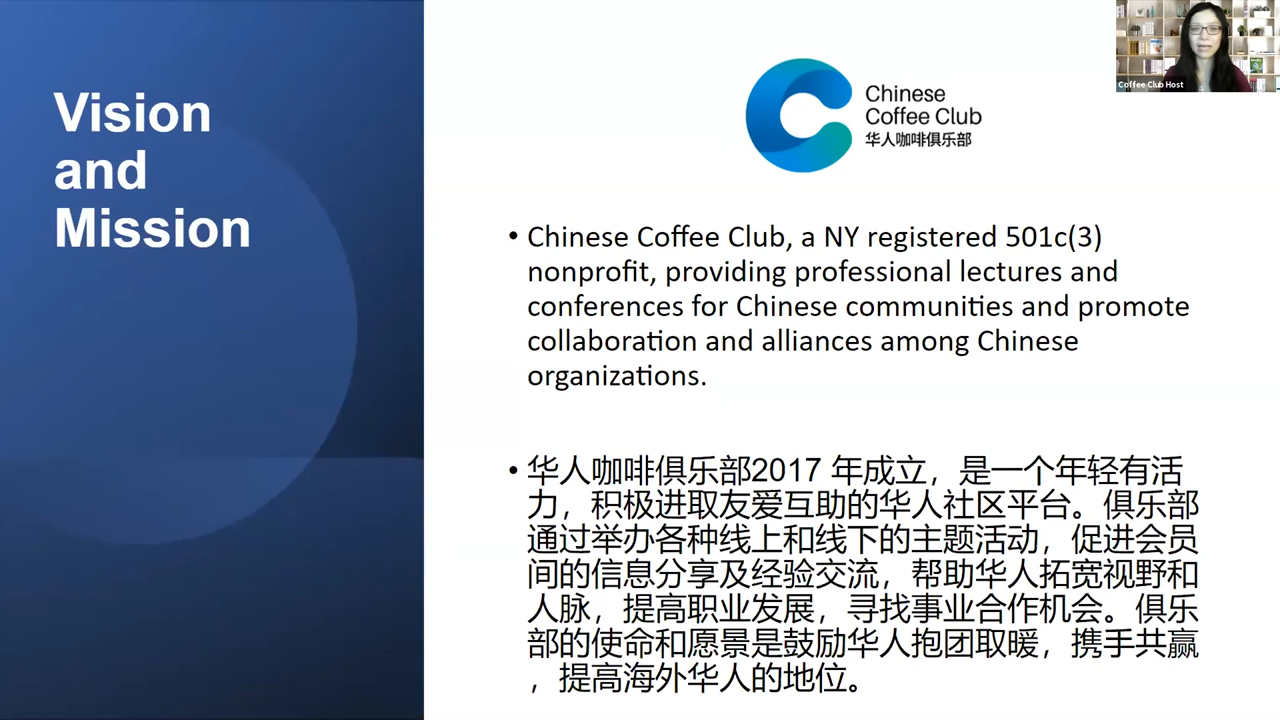 Vision
and
Mission
Chinese
Coffee Club
华人咖啡俱乐部
Coffee Club Host
• Chinese Coffee Club, a NY registered 501c(3)
nonprofit, providing professional lectures and
conferences for Chinese communities and promote
collaboration and alliances among Chinese
organizations.
• 华人咖啡俱乐部2017 年成立，是一个年轻有活
力，积极进取友爱互助的华人社区平台。俱乐部
通过举办各种线上和线下的主题活动，促进会员
间的信息分享及经验交流，帮助华人拓宽视野和
人脉，提高职业发展，寻找事业合作机会。俱乐
部的使命和愿景是鼓励华人抱团取暖，携手共赢
，提高海外华人的地位。